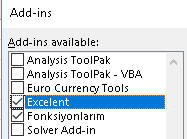 Add-ins
Add-ins available:
Analysis ToolPak
Analysis ToolPak - VBA
Euro Currency Tools
Excelent
Fonksiyonlarım
Solver Add-in